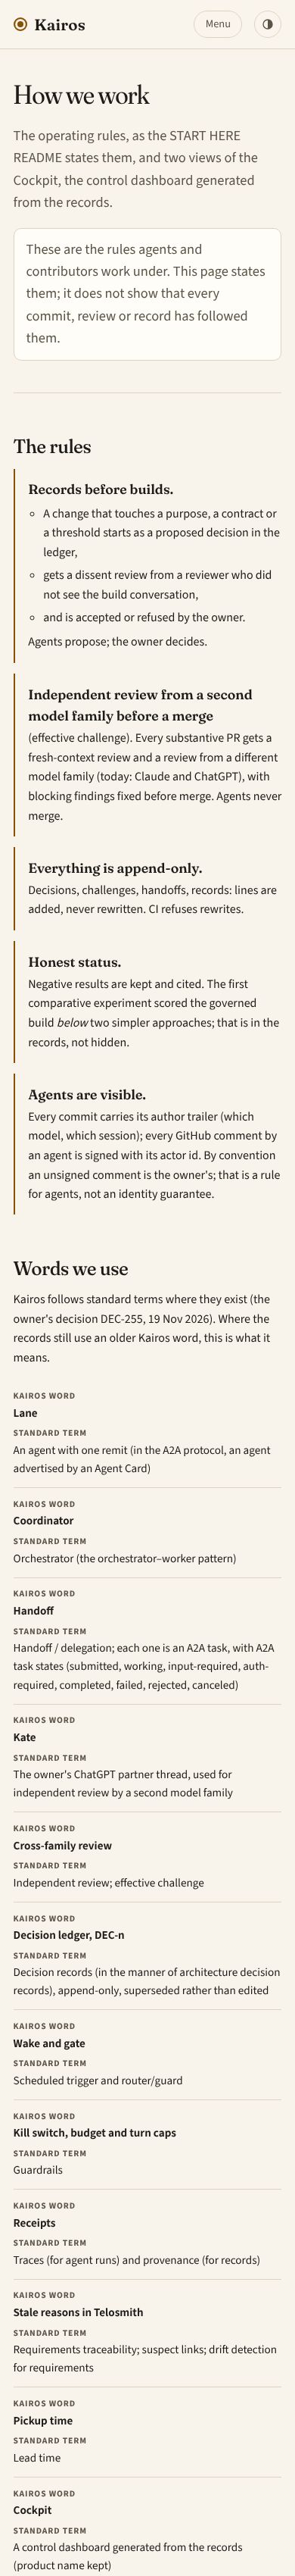 Kairos
Menu
How we work
The operating rules, as the START HERE
README states them, and two views of the
Cockpit, the control dashboard generated
from the records.
These are the rules agents and
contributors work under. This page states
them; it does not show that every
commit, review or record has followed
them.
The rules
Records before builds.
A change that touches a purpose, a contract or
a threshold starts as a proposed decision in the
ledger,
gets a dissent review from a reviewer who did
not see the build conversation,
and is accepted or refused by the owner.
Agents propose; the owner decides.
Independent review from a second
model family before a merge
(effective challenge). Every substantive PR gets a
fresh-context review and a review from a different
model family (today: Claude and ChatGPT), with
blocking findings fixed before merge. Agents never
merge.
Everything is append-only.
Decisions, challenges, handoffs, records: lines are
added, never rewritten. CI refuses rewrites.
Honest status.
Negative results are kept and cited. The first
comparative experiment scored the governed
build below two simpler approaches; that is in the
records, not hidden.
Agents are visible.
Every commit carries its author trailer (which
model, which session); every GitHub comment by
an agent is signed with its actor id. By convention
an unsigned comment is the owner's; that is a rule
for agents, not an identity guarantee.
Words we use
Kairos follows standard terms where they exist (the
owner's decision DEC-255, 19 Nov 2026). Where the
records still use an older Kairos word, this is what it
means.
KAIROS WORD
Lane
STANDARD TERM
An agent with one remit (in the A2A protocol, an agent
advertised by an Agent Card)
KAIROS WORD
Coordinator
STANDARD TERM
Orchestrator (the orchestrator–worker pattern)
KAIROS WORD
Handoff
STANDARD TERM
Handoff / delegation; each one is an A2A task, with A2A
task states (submitted, working, input-required, auth-
required, completed, failed, rejected, canceled)
KAIROS WORD
Kate
STANDARD TERM
The owner's ChatGPT partner thread, used for
independent review by a second model family
KAIROS WORD
Cross-family review
STANDARD TERM
Independent review; effective challenge
KAIROS WORD
Decision ledger, DEC-n
STANDARD TERM
Decision records (in the manner of architecture decision
records), append-only, superseded rather than edited
KAIROS WORD
Wake and gate
STANDARD TERM
Scheduled trigger and router/guard
KAIROS WORD
Kill switch, budget and turn caps
STANDARD TERM
Guardrails
KAIROS WORD
Receipts
STANDARD TERM
Traces (for agent runs) and provenance (for records)
KAIROS WORD
Stale reasons in Telosmith
STANDARD TERM
Requirements traceability; suspect links; drift detection
for requirements
KAIROS WORD
Pickup time
STANDARD TERM
Lead time
KAIROS WORD
Cockpit
STANDARD TERM
A control dashboard generated from the records
(product name kept)